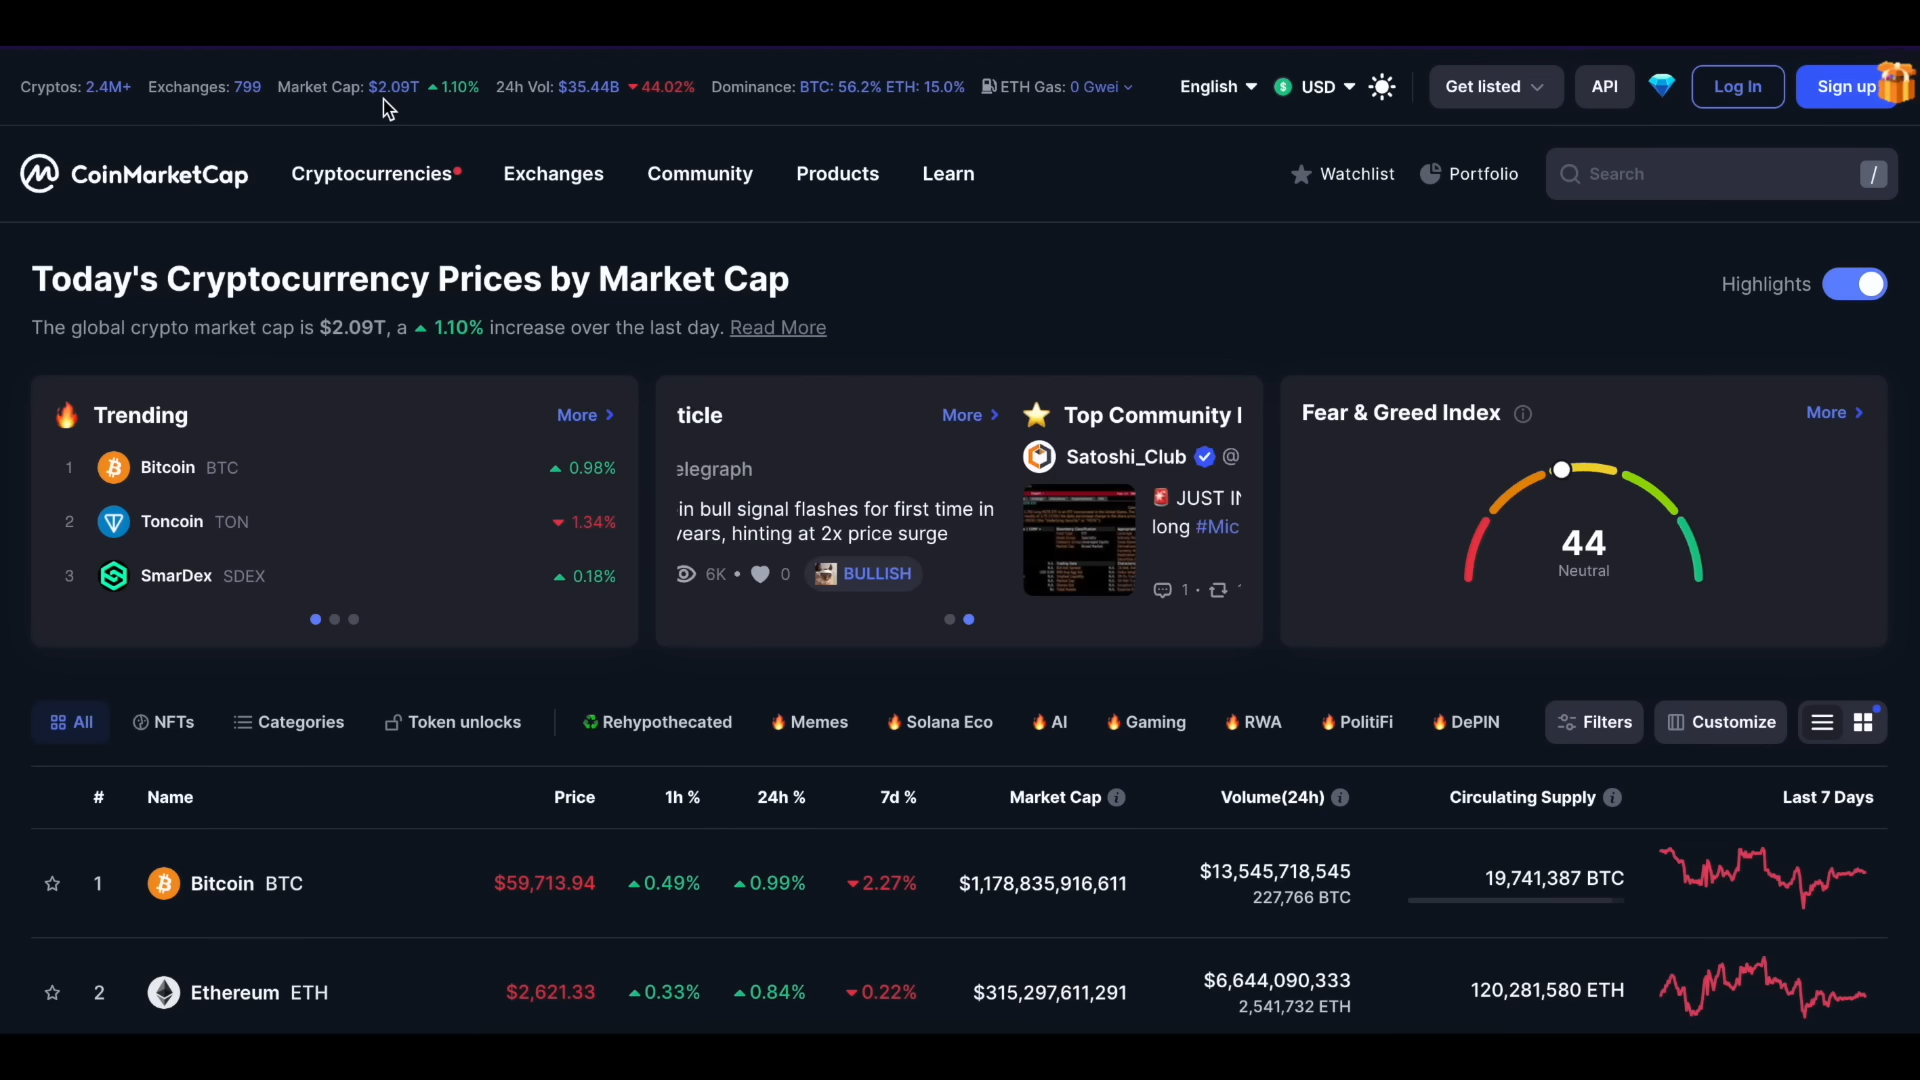 Cryptos: 2.4M+ Exchanges: 799 Market Cap: $2.09T 1.10% 24h Vol: $35.44B 44.02% Dominance: BTC: 56.2% ETH: 15.0% ETH Gas: 0 Gwei English USD Get listed API Log In Sign up
CoinMarketCap Cryptocurrencies Exchanges Community Products Learn Watchlist Portfolio Search /
Today's Cryptocurrency Prices by Market Cap
Highlights
The global crypto market cap is $2.09T, a 1.10% increase over the last day. Read More
Trending More >
1 Bitcoin BTC 0.98%
2 Toncoin TON 1.34%
3 SmarDex SDEX 0.18%
ticle More >
elegraph
in bull signal flashes for first time in
years, hinting at 2x price surge
6K • 0 BULLISH
Top Community
Satoshi_Club @
JUST IN
long #Mic
1 ·
Fear & Greed Index More >
44
Neutral
All NFTs Categories Token unlocks Rehypothecated Memes Solana Eco AI Gaming RWA PolitiFi DePIN Filters Customize
# Name Price 1h % 24h % 7d % Market Cap Volume(24h) Circulating Supply Last 7 Days
1 Bitcoin BTC $59,713.94 0.49% 0.99% 2.27% $1,178,835,916,611 $13,545,718,545 19,741,387 BTC
227,766 BTC
2 Ethereum ETH $2,621.33 0.33% 0.84% 0.22% $315,297,611,291 $6,644,090,333 120,281,580 ETH
2,541,732 ETH